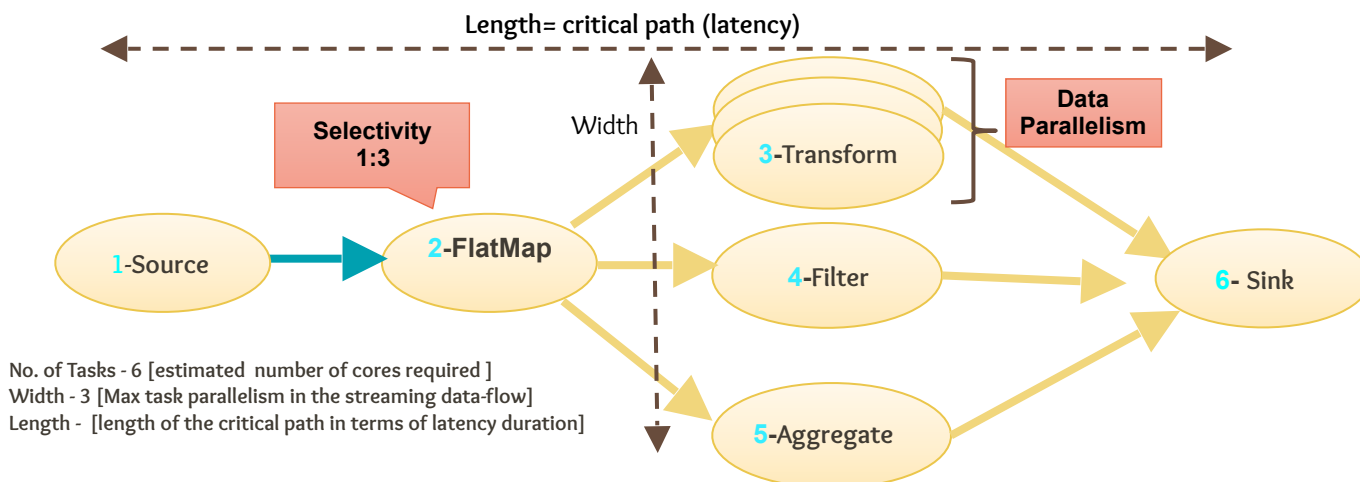 Length= critical path (latency)
Selectivity
1:3
Width
Data
Parallelism
3-Transform
1-Source
2-FlatMap
4-Filter
6- Sink
5-Aggregate
No. of Tasks - 6 [estimated number of cores required ]
Width - 3 [Max task parallelism in the streaming data-flow]
Length - [length of the critical path in terms of latency duration]